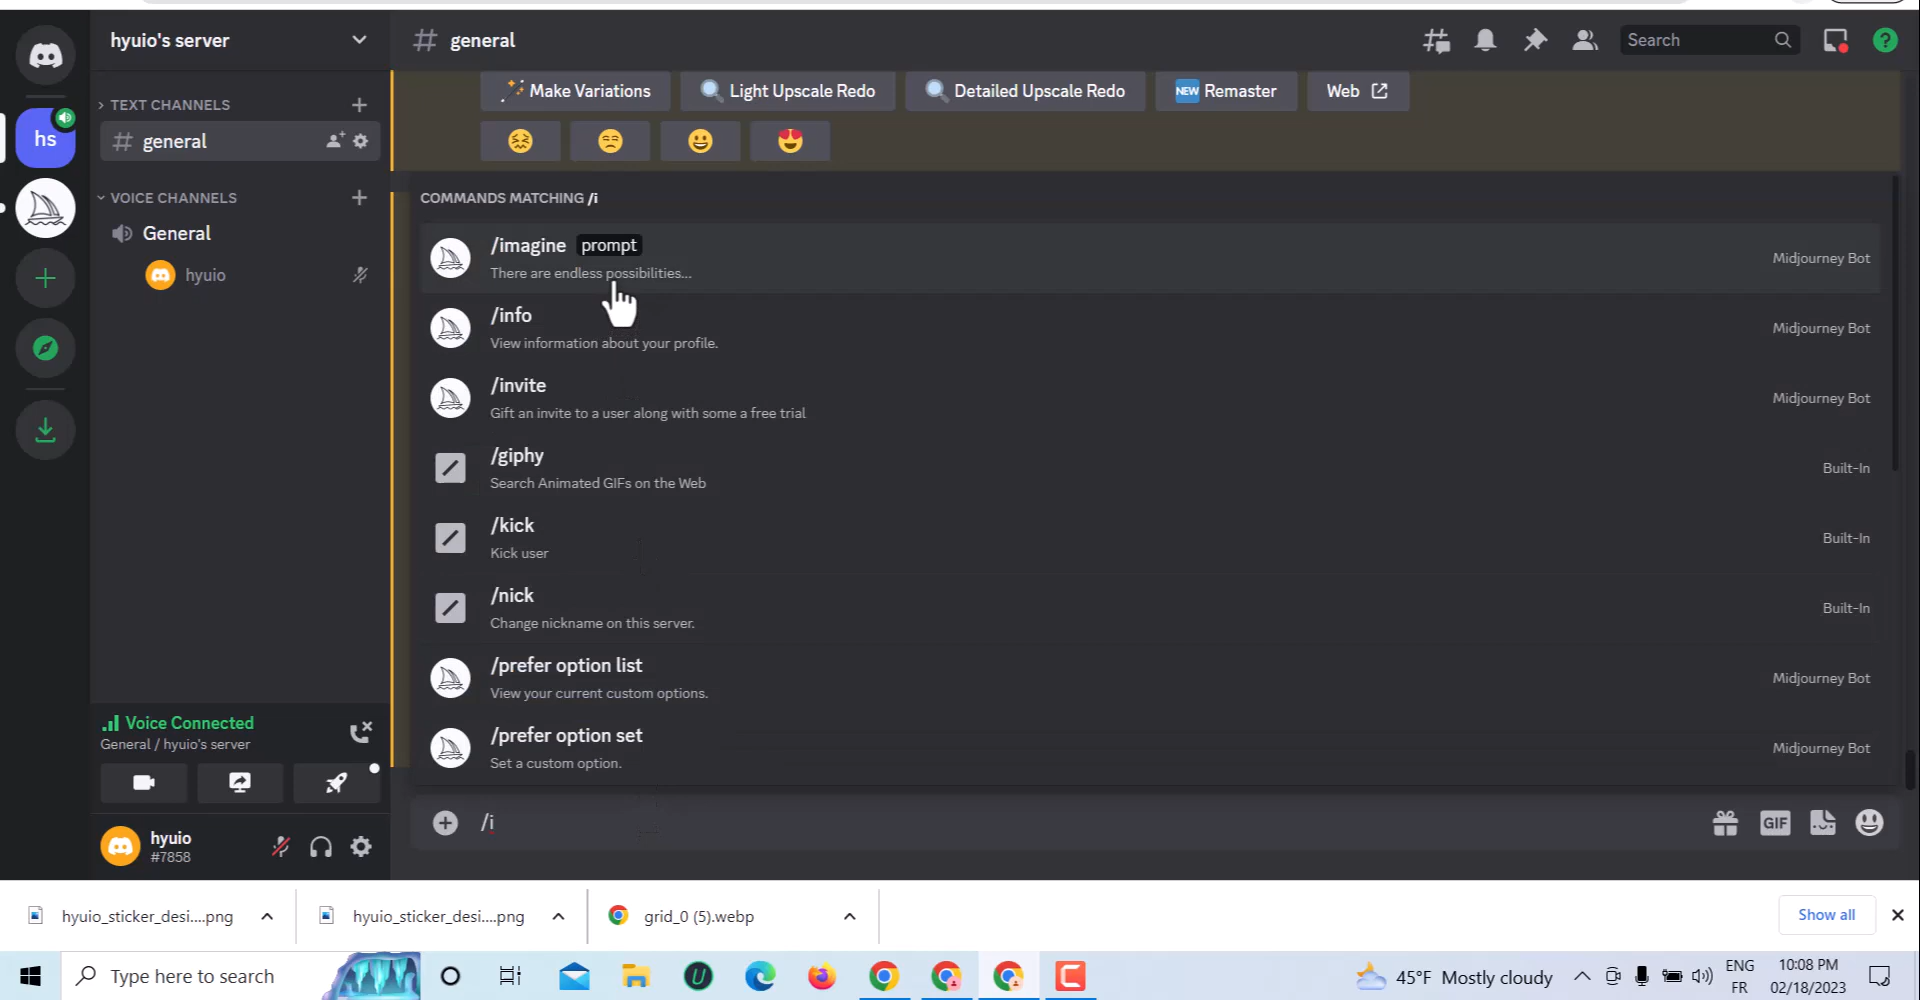 hyuio's server
general
Search
TEXT CHANNELS
general
VOICE CHANNELS
General
hyuio
hs
Make Variations
Light Upscale Redo
Detailed Upscale Redo
NEW Remaster
Web
COMMANDS MATCHING /i
/imagine prompt
There are endless possibilities...
Midjourney Bot
/info
View information about your profile.
Midjourney Bot
/invite
Gift an invite to a user along with some a free trial
Midjourney Bot
/giphy
Search Animated GIFs on the Web
Built-In
/kick
Kick user
Built-In
/nick
Change nickname on this server.
Built-In
/prefer option list
View your current custom options.
Midjourney Bot
/prefer option set
Set a custom option.
Midjourney Bot
/i
GIF
Voice Connected
General / hyuio's server
hyuio
#7858
hyuio_sticker_desi....png
hyuio_sticker_desi....png
grid_0 (5).webp
Show all
Type here to search
45°F Mostly cloudy
ENG
FR
10:08 PM
02/18/2023